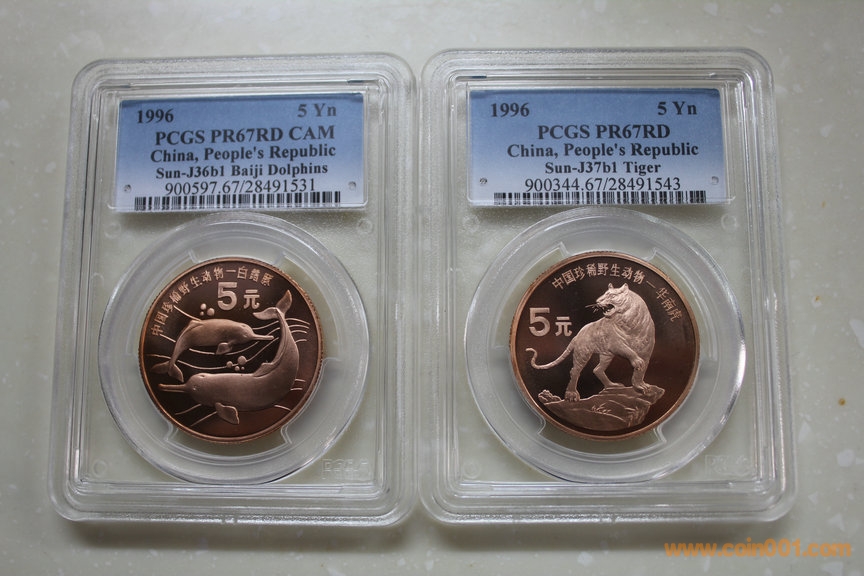 1996 5 Yn
PCGS PR67RD CAM
China, People's Republic
Sun-J36b1 Baiji Dolphins
900597.67/28491531
中国珍稀野生动物—白鱀豚
5元
PCGS
1996 5 Yn
PCGS PR67RD
China, People's Republic
Sun-J37b1 Tiger
900344.67/28491543
中国珍稀野生动物—华南虎
5元
www.coin001.com